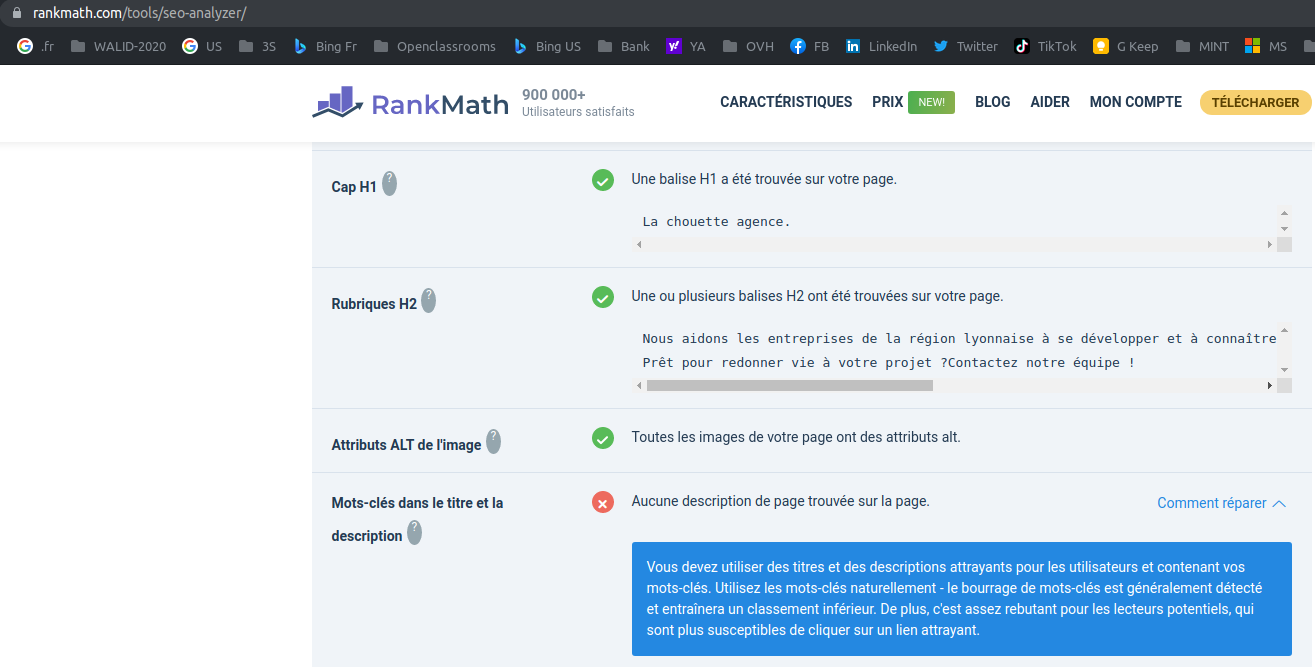 rankmath.com/tools/seo-analyzer/
.fr WALID-2020 US 3S Bing Fr Openclassrooms Bing US Bank YA OVH FB LinkedIn Twitter TikTok G Keep MINT MS
RankMath
900 000+
Utilisateurs satisfaits
CARACTÉRISTIQUES PRIX NEW! BLOG AIDER MON COMPTE TÉLÉCHARGER
Cap H1 ?
Une balise H1 a été trouvée sur votre page.
La chouette agence.
Rubriques H2 ?
Une ou plusieurs balises H2 ont été trouvées sur votre page.
Nous aidons les entreprises de la région lyonnaise à se développer et à connaître
Prêt pour redonner vie à votre projet ?Contactez notre équipe !
Attributs ALT de l'image ?
Toutes les images de votre page ont des attributs alt.
Mots-clés dans le titre et la
description ?
Aucune description de page trouvée sur la page.
Comment réparer
Vous devez utiliser des titres et des descriptions attrayants pour les utilisateurs et contenant vos
mots-clés. Utilisez les mots-clés naturellement - le bourrage de mots-clés est généralement détecté
et entraînera un classement inférieur. De plus, c'est assez rebutant pour les lecteurs potentiels, qui
sont plus susceptibles de cliquer sur un lien attrayant.